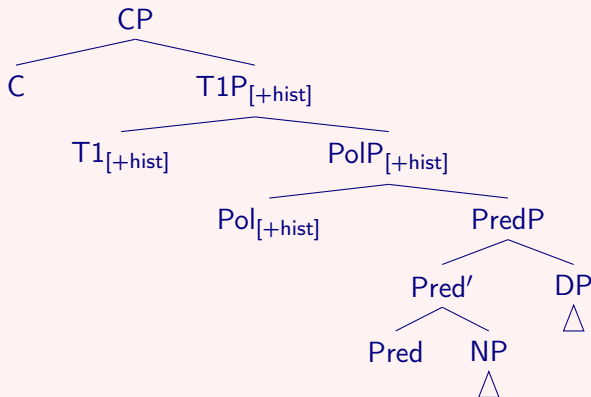 CP
C T1P[+hist]
T1[+hist] PolP[+hist]
Pol[+hist] PredP
Pred′ DP
Pred NP